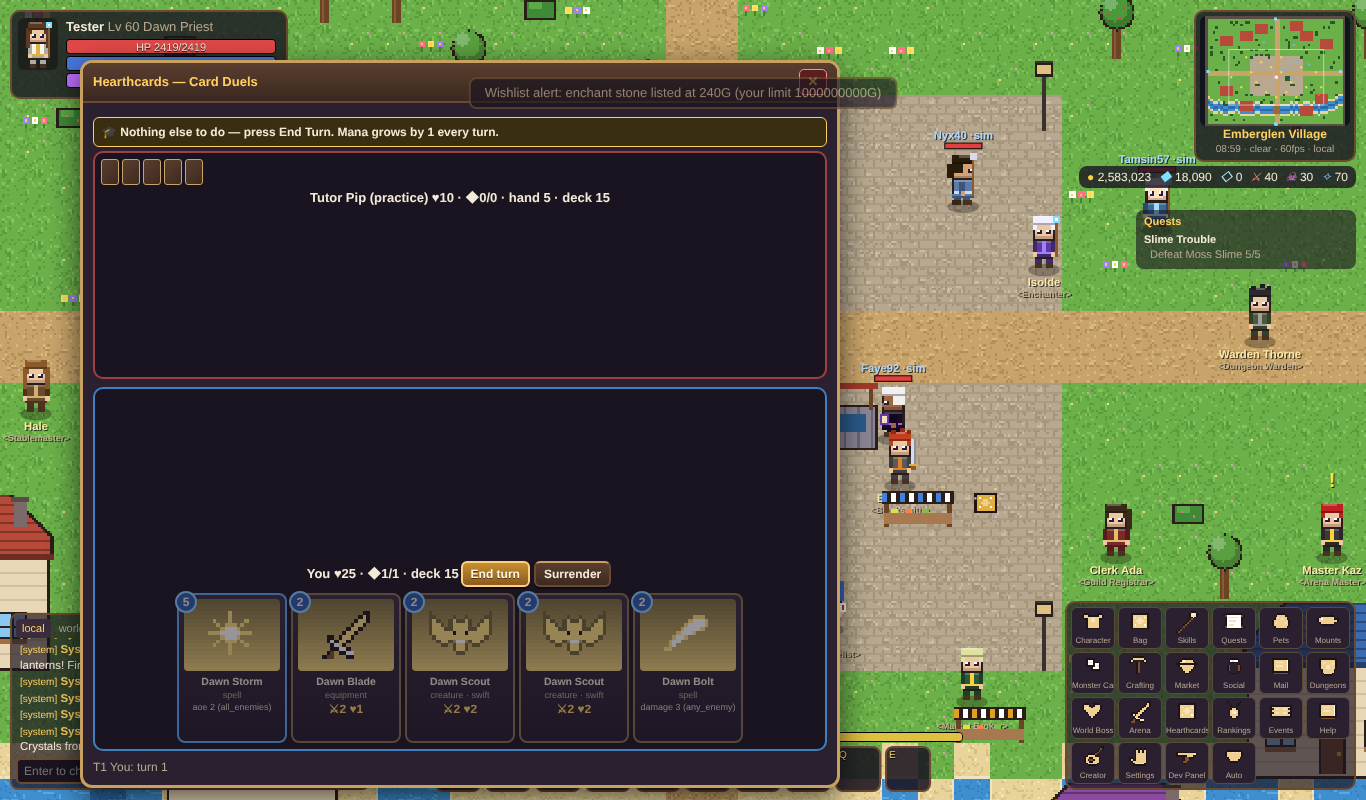 Tester Lv 60 Dawn Priest
HP 2419/2419
Hearthcards — Card Duels
×
Wishlist alert: enchant stone listed at 240G (your limit 1000000000G)
Nothing else to do — press End Turn. Mana grows by 1 every turn.
Tutor Pip (practice) ♥10 · ◆0/0 · hand 5 · deck 15
You ♥25 · ◆1/1 · deck 15
End turn
Surrender
5
Dawn Storm
spell
aoe 2 (all_enemies)
2
Dawn Blade
equipment
⚔2 ♥1
2
Dawn Scout
creature · swift
⚔2 ♥2
2
Dawn Scout
creature · swift
⚔2 ♥2
2
Dawn Bolt
spell
damage 3 (any_enemy)
T1 You: turn 1
Emberglen Village
08:59 · clear · 60fps · local
2,583,023 18,090 0 40 30 70
Quests
Slime Trouble
Defeat Moss Slime 5/5
Nyx40 ·sim
Tamsin57 ·sim
Isolde
<Enchanter>
Warden Thorne
<Dungeon Warden>
Faye92 ·sim
Hale
<Stablemaster>
!
Clerk Ada
<Guild Registrar>
Master Kaz
<Arena Master>
local
[system]
lanterns!
[system]
[system]
[system]
[system]
Crystals
Enter to
Q
E
Character
Bag
Skills
Quests
Pets
Mounts
Monster Ca
Crafting
Market
Social
Mail
Dungeons
World Boss
Arena
Hearthcards
Rankings
Events
Help
Creator
Settings
Dev Panel
Auto